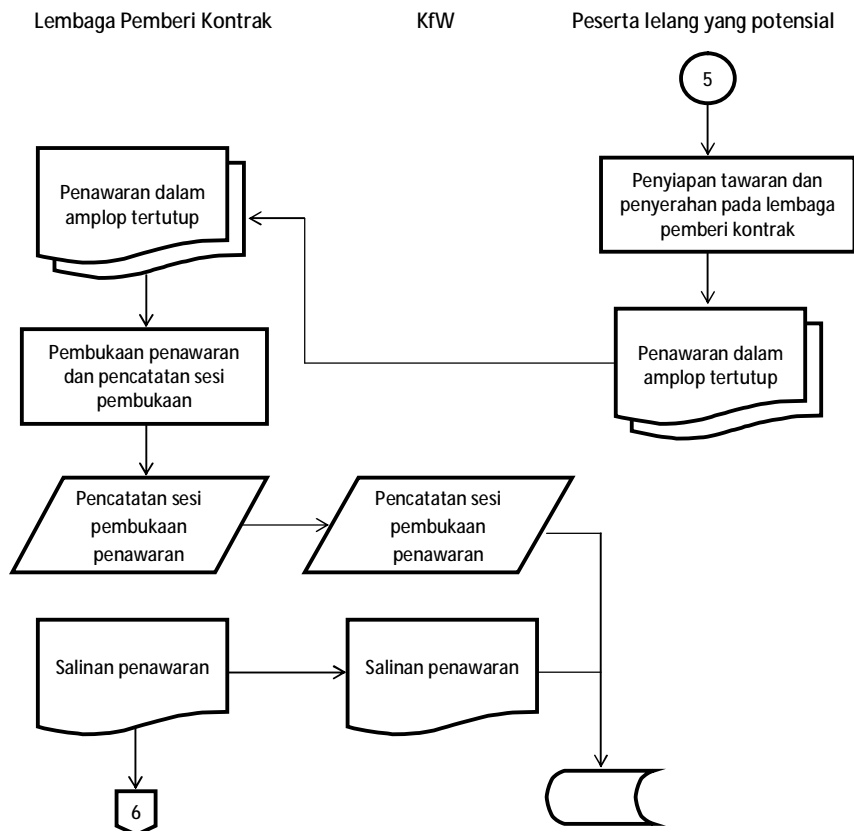 Lembaga Pemberi Kontrak
KfW
Peserta lelang yang potensial
5
Penyiapan tawaran dan
penyerahan pada lembaga
pemberi kontrak
Penawaran dalam
amplop tertutup
Penawaran dalam
amplop tertutup
Pembukaan penawaran
dan pencatatan sesi
pembukaan
Pencatatan sesi
pembukaan
penawaran
Pencatatan sesi
pembukaan
penawaran
Salinan penawaran
Salinan penawaran
6